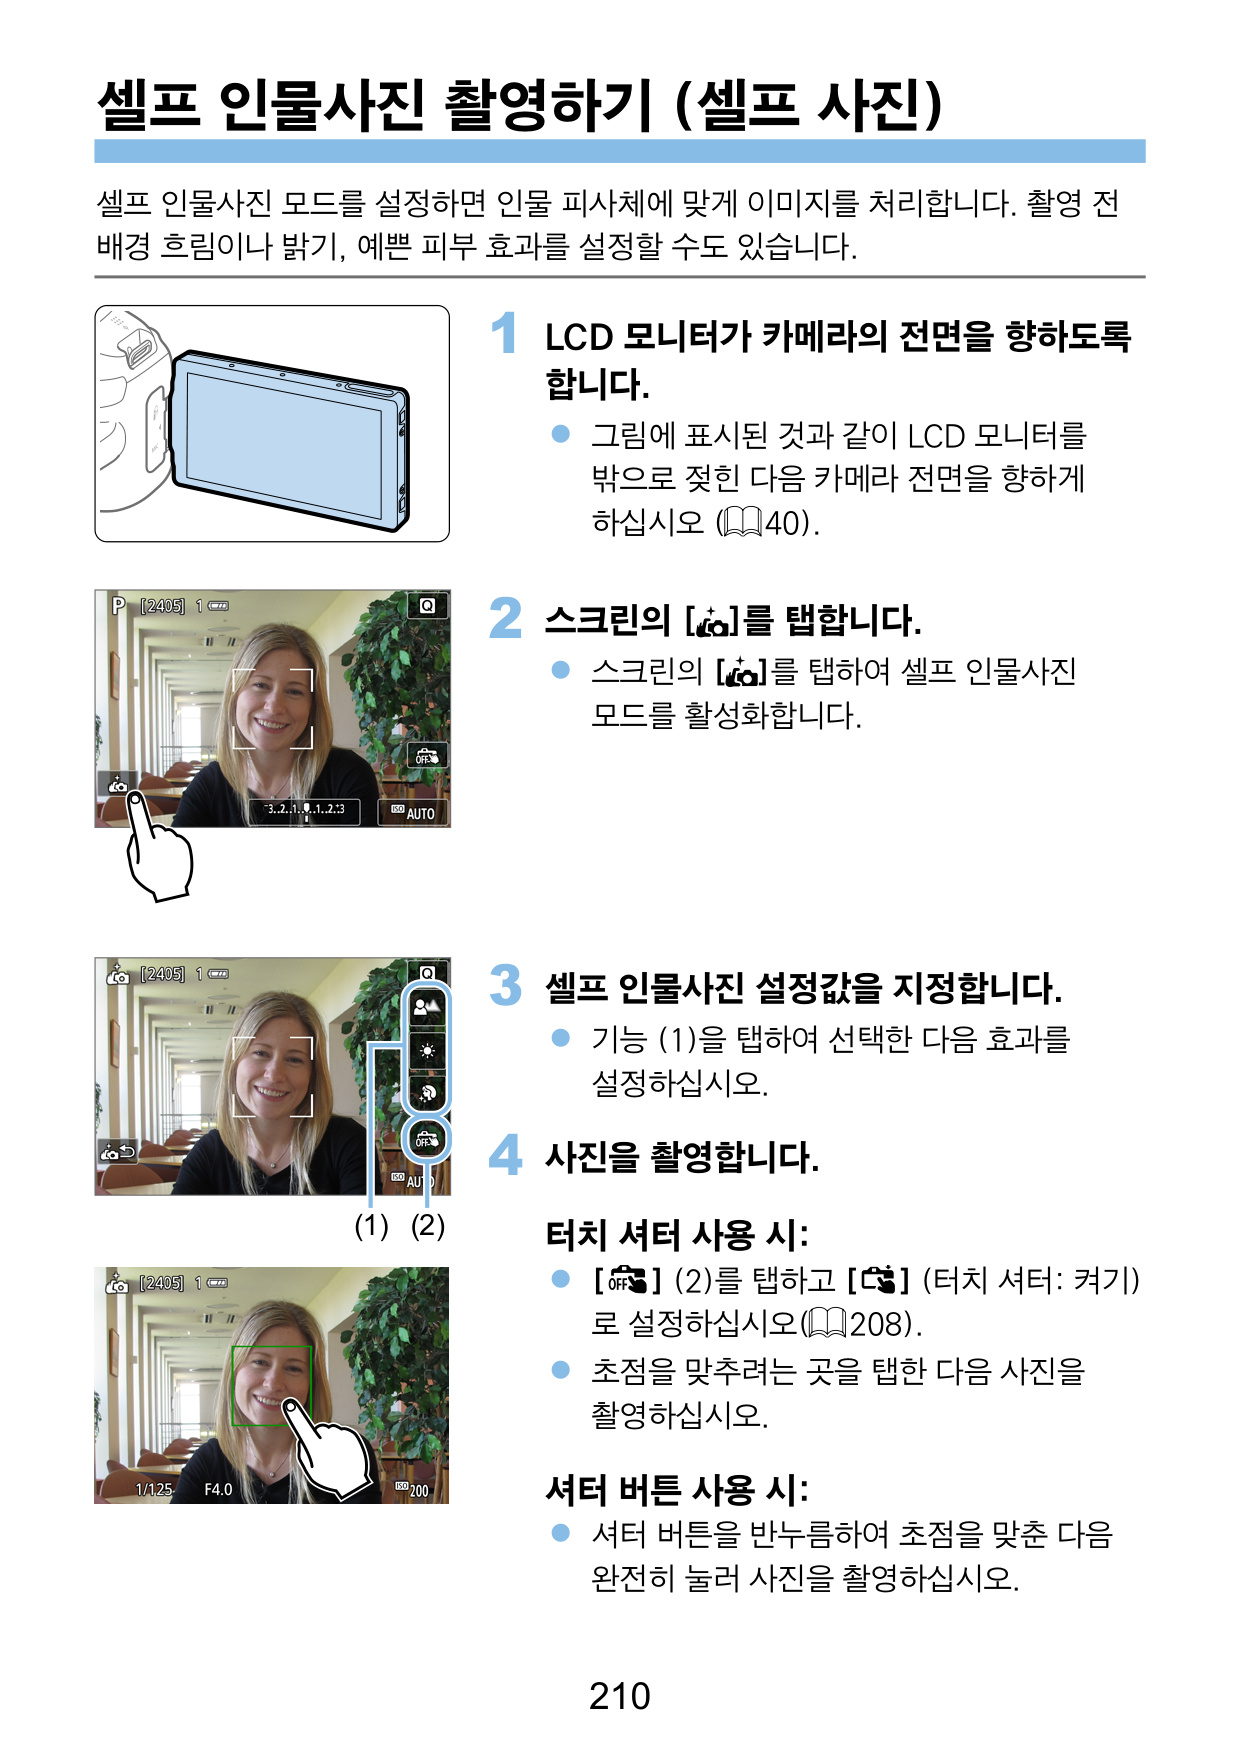 셀프 인물사진 촬영하기 (셀프 사진)
셀프 인물사진 모드를 설정하면 인물 피사체에 맞게 이미지를 처리합니다. 촬영 전
배경 흐림이나 밝기, 예쁜 피부 효과를 설정할 수도 있습니다.
1 LCD 모니터가 카메라의 전면을 향하도록
합니다.
● 그림에 표시된 것과 같이 LCD 모니터를
밖으로 젖힌 다음 카메라 전면을 향하게
하십시오 (40).
P [2405] 1 Q
OFF
-3..2..1..0..1..2..+3 ISO AUTO
2 스크린의 []를 탭합니다.
● 스크린의 []를 탭하여 셀프 인물사진
모드를 활성화합니다.
[2405] 1 Q
OFF
ISO AUTO
(1) (2)
3 셀프 인물사진 설정값을 지정합니다.
● 기능 (1)을 탭하여 선택한 다음 효과를
설정하십시오.
4 사진을 촬영합니다.
터치 셔터 사용 시:
● [OFF] (2)를 탭하고 [] (터치 셔터: 켜기)
로 설정하십시오(208).
● 초점을 맞추려는 곳을 탭한 다음 사진을
촬영하십시오.
[2405] 1
1/125 F4.0 ISO 200
셔터 버튼 사용 시:
● 셔터 버튼을 반누름하여 초점을 맞춘 다음
완전히 눌러 사진을 촬영하십시오.
210